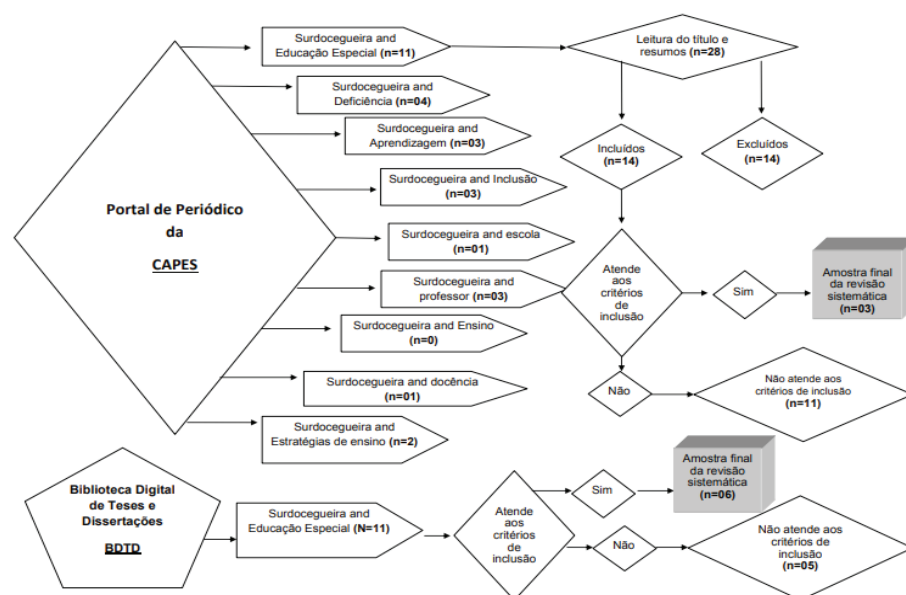 Surdocegueira and
Educação Especial (n=11)
Leitura do título e
resumos (n=28)
Surdocegueira and
Deficiência (n=04)
Surdocegueira and
Aprendizagem (n=03)
Incluídos
(n=14)
Excluídos
(n=14)
Surdocegueira and Inclusão
(n=03)
Portal de Periódico
da
CAPES
Surdocegueira and escola
(n=01)
Surdocegueira and
professor (n=03)
Atende
aos
critérios
de
inclusão
Sim
Amostra final
da revisão
sistemática
(n=03)
Surdocegueira and Ensino
(n=0)
Surdocegueira and docência
(n=01)
Não
Não atende aos
critérios de inclusão
(n=11)
Surdocegueira and
Estratégias de ensino (n=2)
Biblioteca Digital
de Teses e
Dissertações
BDTD
Surdocegueira and
Educação Especial (N=11)
Atende
aos
critérios
de
inclusão
Sim
Amostra final
da revisão
sistemática
(n=06)
Não
Não atende aos
critérios de
inclusão
(n=05)